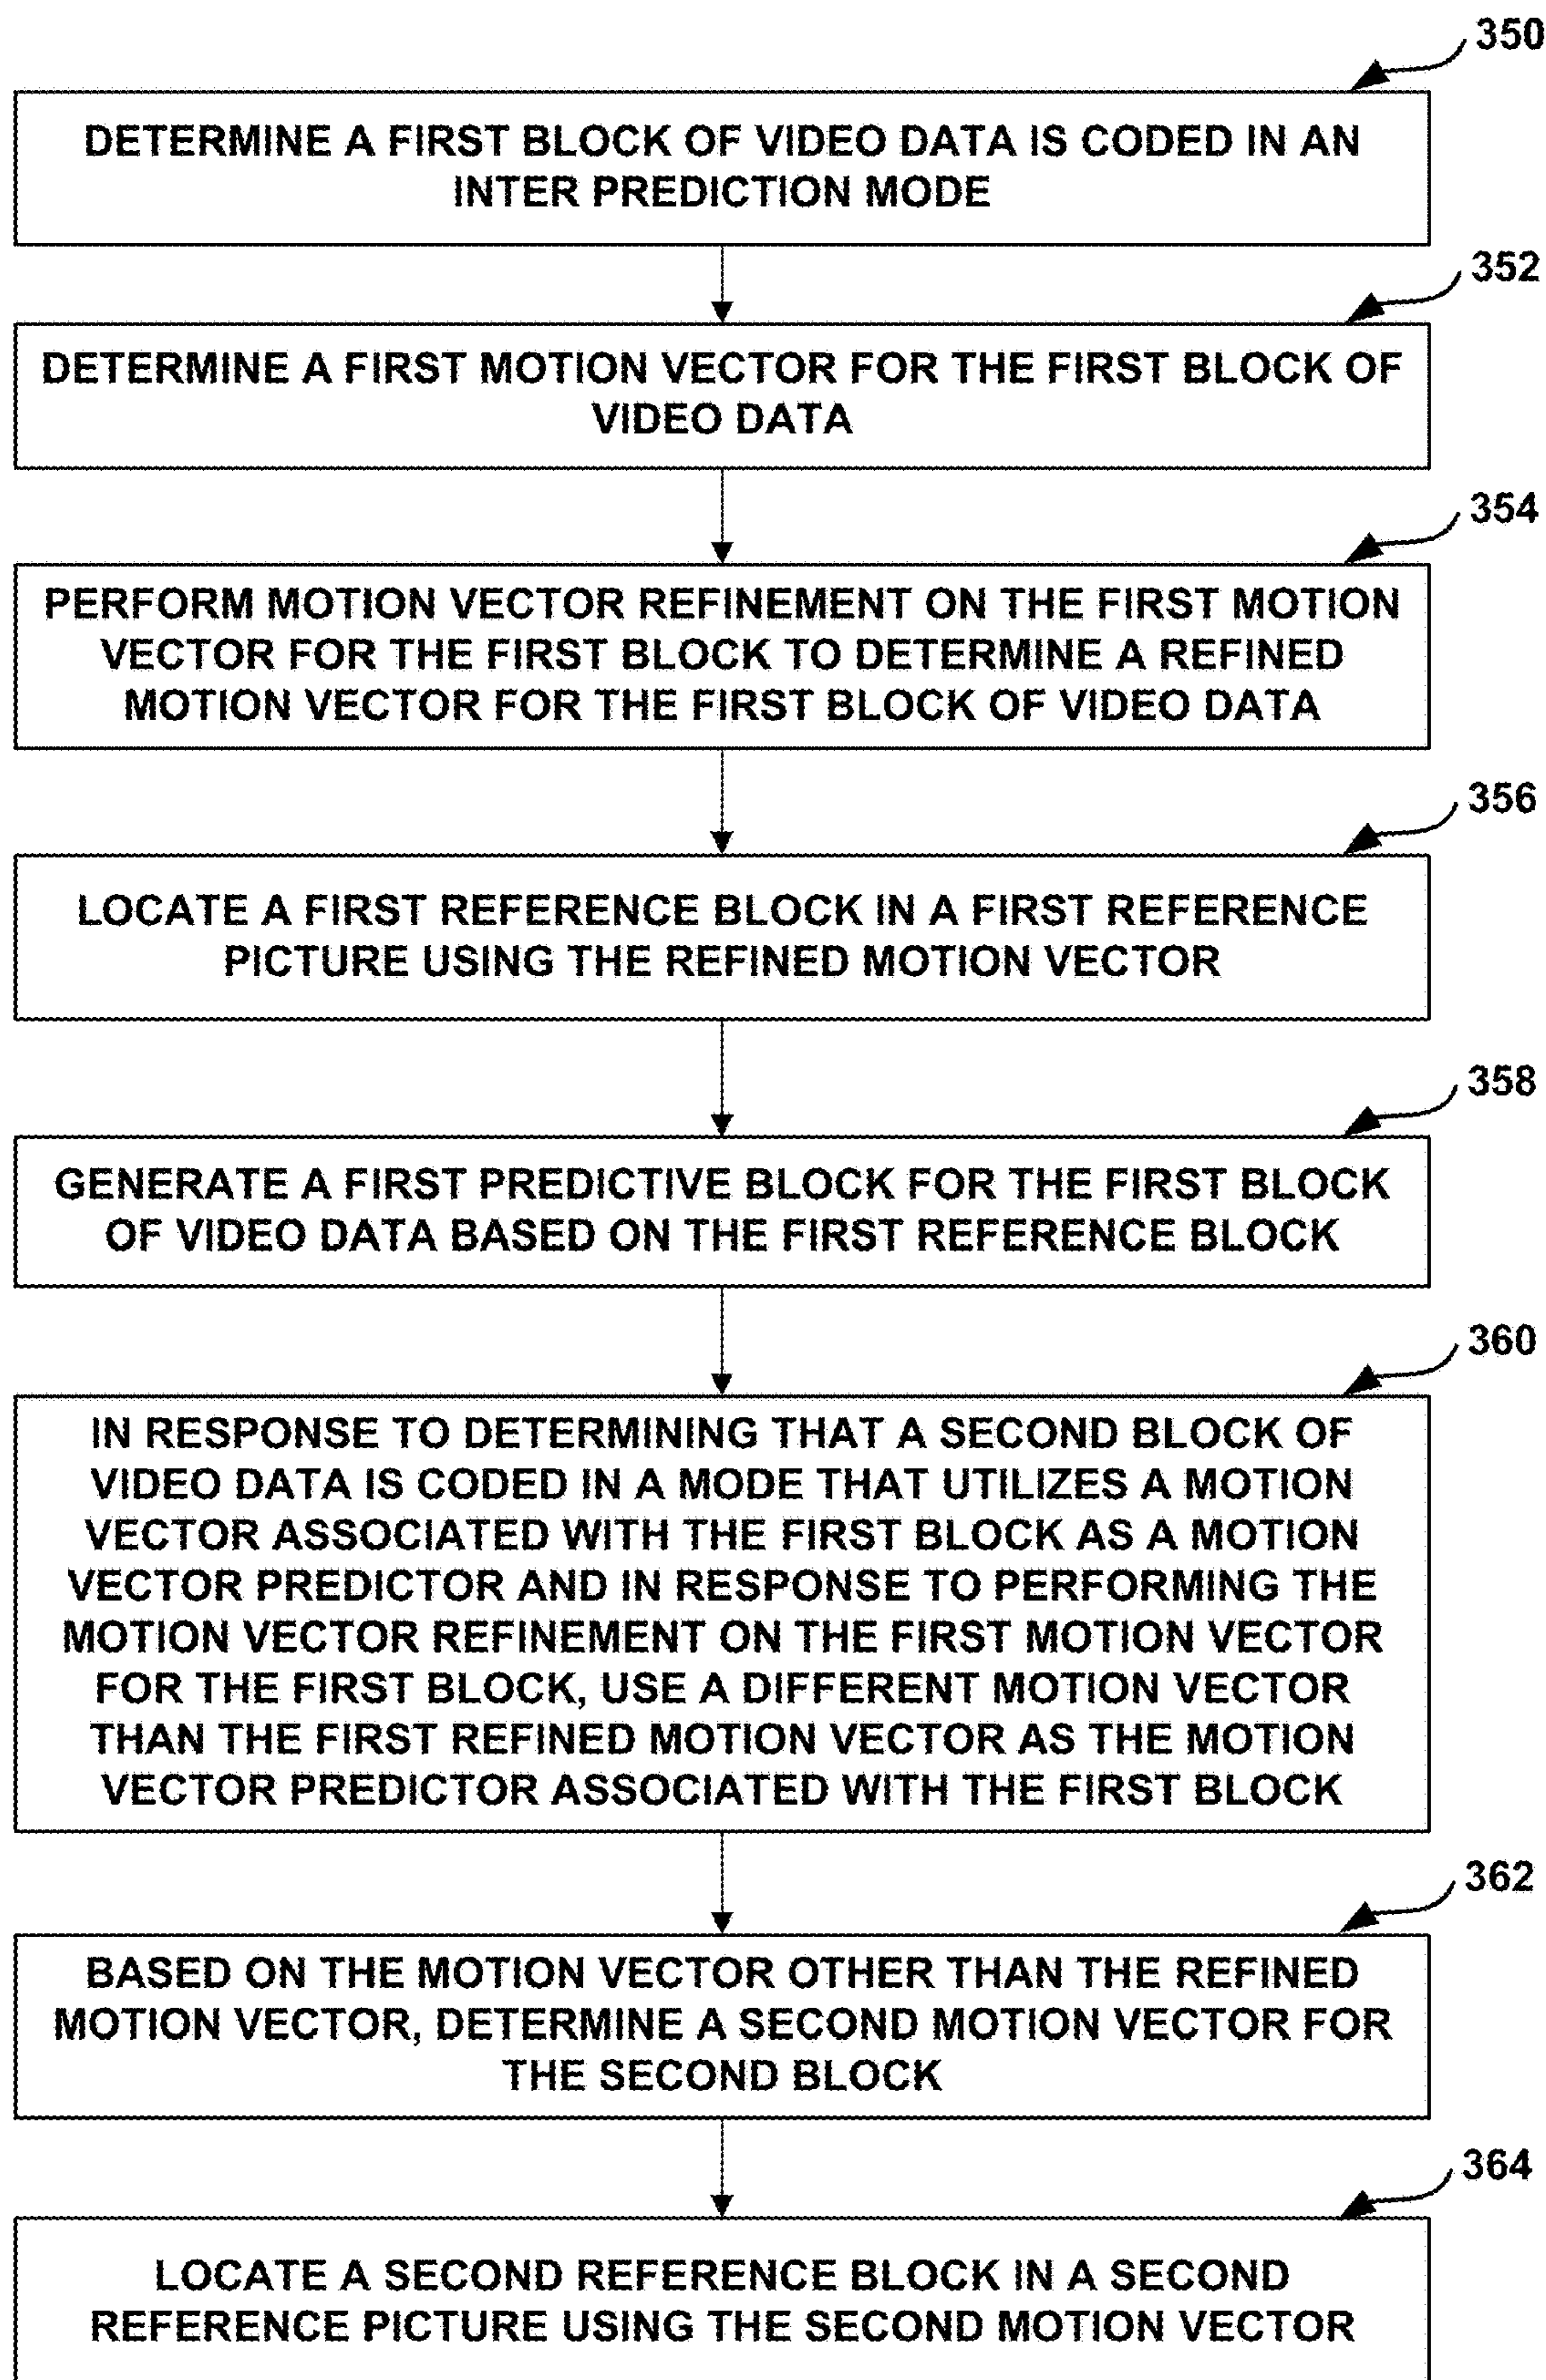 350
DETERMINE A FIRST BLOCK OF VIDEO DATA IS CODED IN AN
INTER PREDICTION MODE
352
DETERMINE A FIRST MOTION VECTOR FOR THE FIRST BLOCK OF
VIDEO DATA
354
PERFORM MOTION VECTOR REFINEMENT ON THE FIRST MOTION
VECTOR FOR THE FIRST BLOCK TO DETERMINE A REFINED
MOTION VECTOR FOR THE FIRST BLOCK OF VIDEO DATA
356
LOCATE A FIRST REFERENCE BLOCK IN A FIRST REFERENCE
PICTURE USING THE REFINED MOTION VECTOR
358
GENERATE A FIRST PREDICTIVE BLOCK FOR THE FIRST BLOCK
OF VIDEO DATA BASED ON THE FIRST REFERENCE BLOCK
360
IN RESPONSE TO DETERMINING THAT A SECOND BLOCK OF
VIDEO DATA IS CODED IN A MODE THAT UTILIZES A MOTION
VECTOR ASSOCIATED WITH THE FIRST BLOCK AS A MOTION
VECTOR PREDICTOR AND IN RESPONSE TO PERFORMING THE
MOTION VECTOR REFINEMENT ON THE FIRST MOTION VECTOR
FOR THE FIRST BLOCK, USE A DIFFERENT MOTION VECTOR
THAN THE FIRST REFINED MOTION VECTOR AS THE MOTION
VECTOR PREDICTOR ASSOCIATED WITH THE FIRST BLOCK
362
BASED ON THE MOTION VECTOR OTHER THAN THE REFINED
MOTION VECTOR, DETERMINE A SECOND MOTION VECTOR FOR
THE SECOND BLOCK
364
LOCATE A SECOND REFERENCE BLOCK IN A SECOND
REFERENCE PICTURE USING THE SECOND MOTION VECTOR